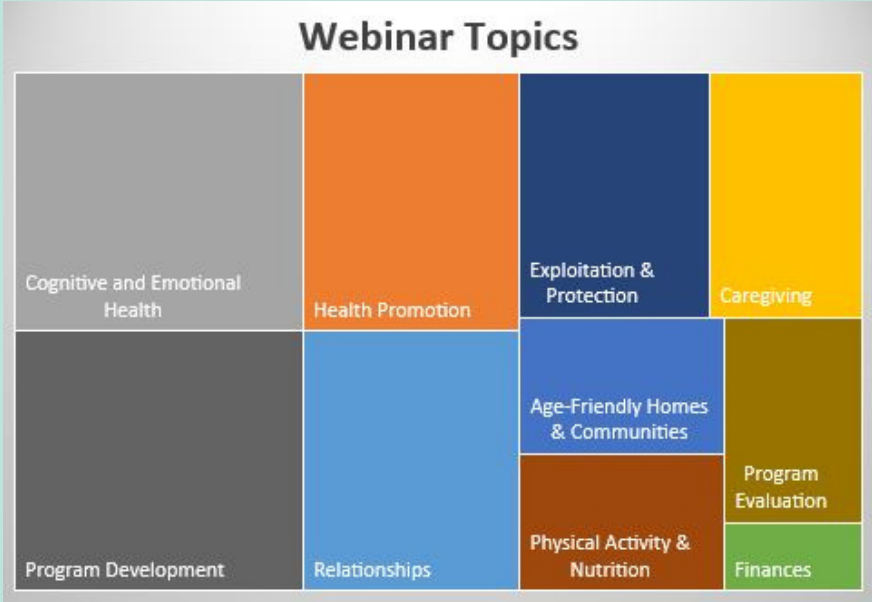 Webinar Topics
Cognitive and Emotional
Health
Health Promotion
Exploitation &
Protection
Caregiving
Program Development
Relationships
Age-Friendly Homes
& Communities
Physical Activity &
Nutrition
Program
Evaluation
Finances